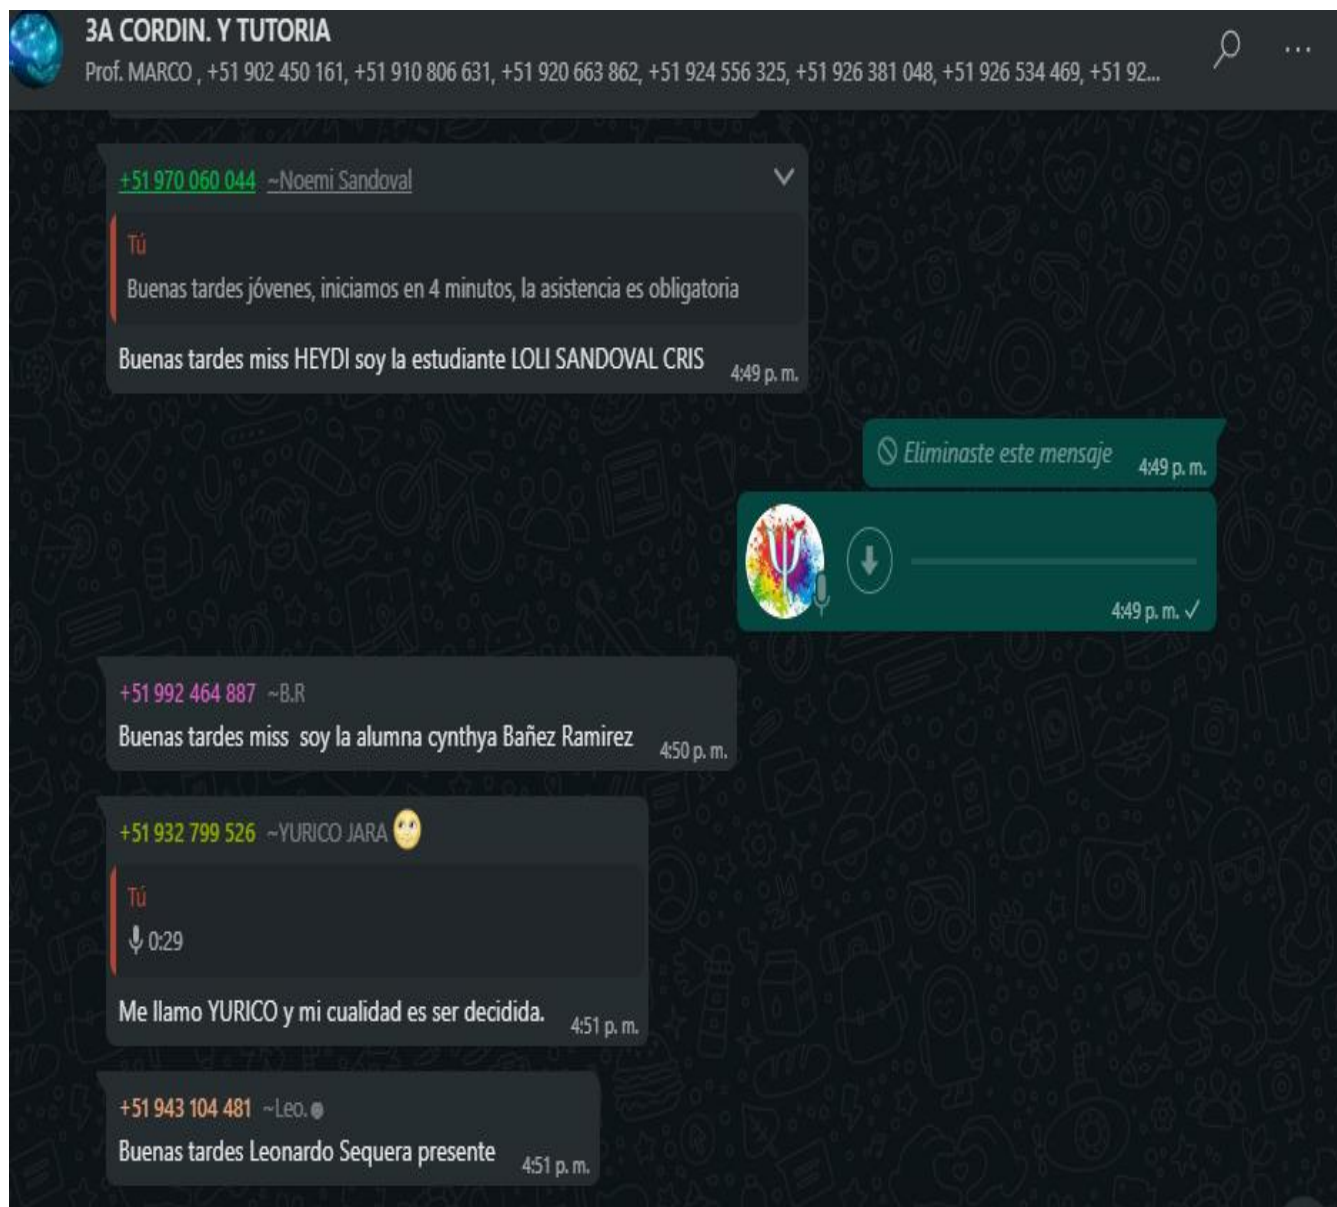 3A CORDIN. Y TUTORIA
Prof. MARCO , +51 902 450 161, +51 910 806 631, +51 920 663 862, +51 924 556 325, +51 926 381 048, +51 926 534 469, +51 92...
+51 970 060 044 ~Noemi Sandoval
Tú
Buenas tardes jóvenes, iniciamos en 4 minutos, la asistencia es obligatoria
Buenas tardes miss HEYDI soy la estudiante LOLI SANDOVAL CRIS
4:49 p. m.
Eliminaste este mensaje
4:49 p. m.
4:49 p. m.
+51 992 464 887 ~B.R
Buenas tardes miss soy la alumna cynthya Bañez Ramirez
4:50 p. m.
+51 932 799 526 ~YURICO JARA
Tú
0:29
Me llamo YURICO y mi cualidad es ser decidida.
4:51 p. m.
+51 943 104 481 ~Leo.
Buenas tardes Leonardo Sequera presente
4:51 p. m.